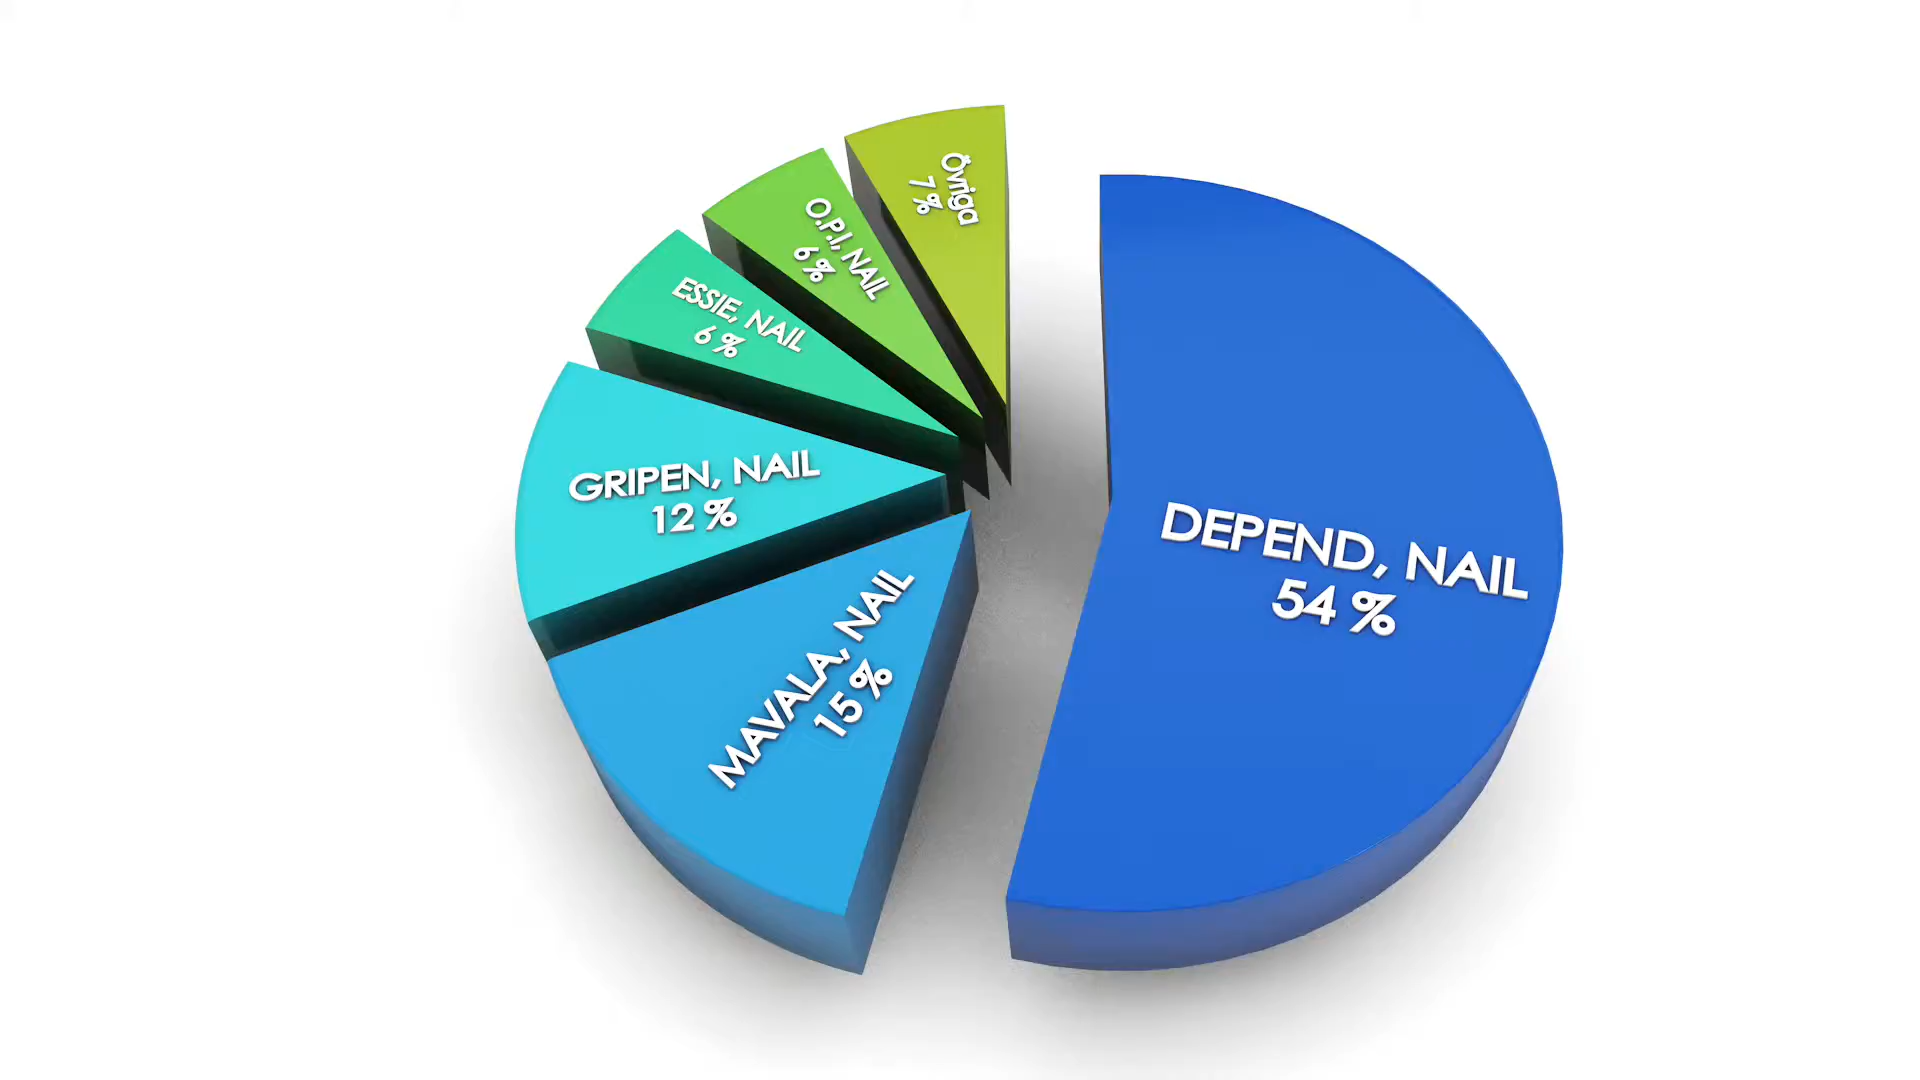 Övriga
7 %
O.P.I, NAIL
6 %
ESSIE, NAIL
6 %
GRIPEN, NAIL
12 %
MAVALA, NAIL
15 %
DEPEND, NAIL
54 %